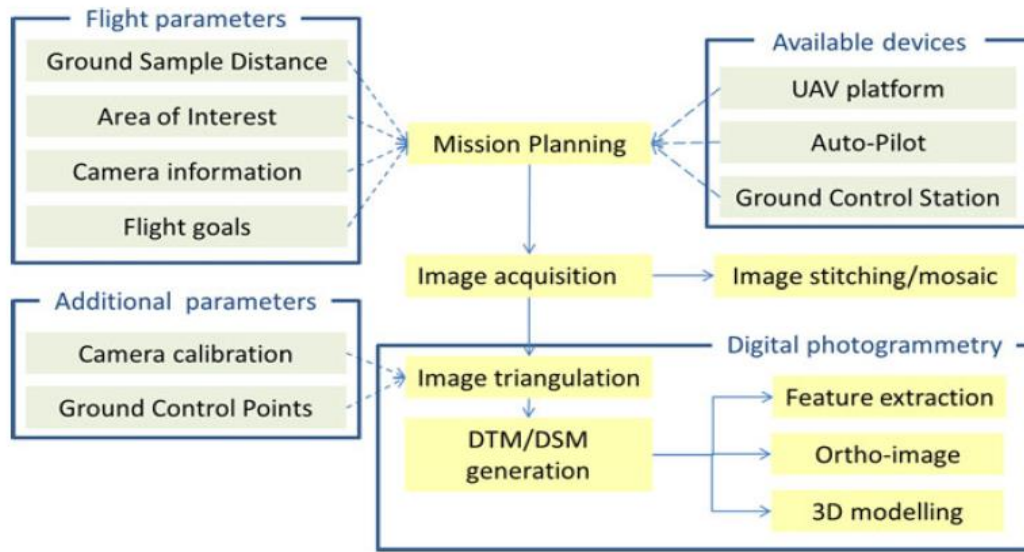 Flight parameters
Ground Sample Distance
Area of Interest
Camera information
Flight goals
Available devices
UAV platform
Auto-Pilot
Ground Control Station
Mission Planning
Image acquisition
Image stitching/mosaic
Additional parameters
Camera calibration
Ground Control Points
Digital photogrammetry
Image triangulation
DTM/DSM
generation
Feature extraction
Ortho-image
3D modelling